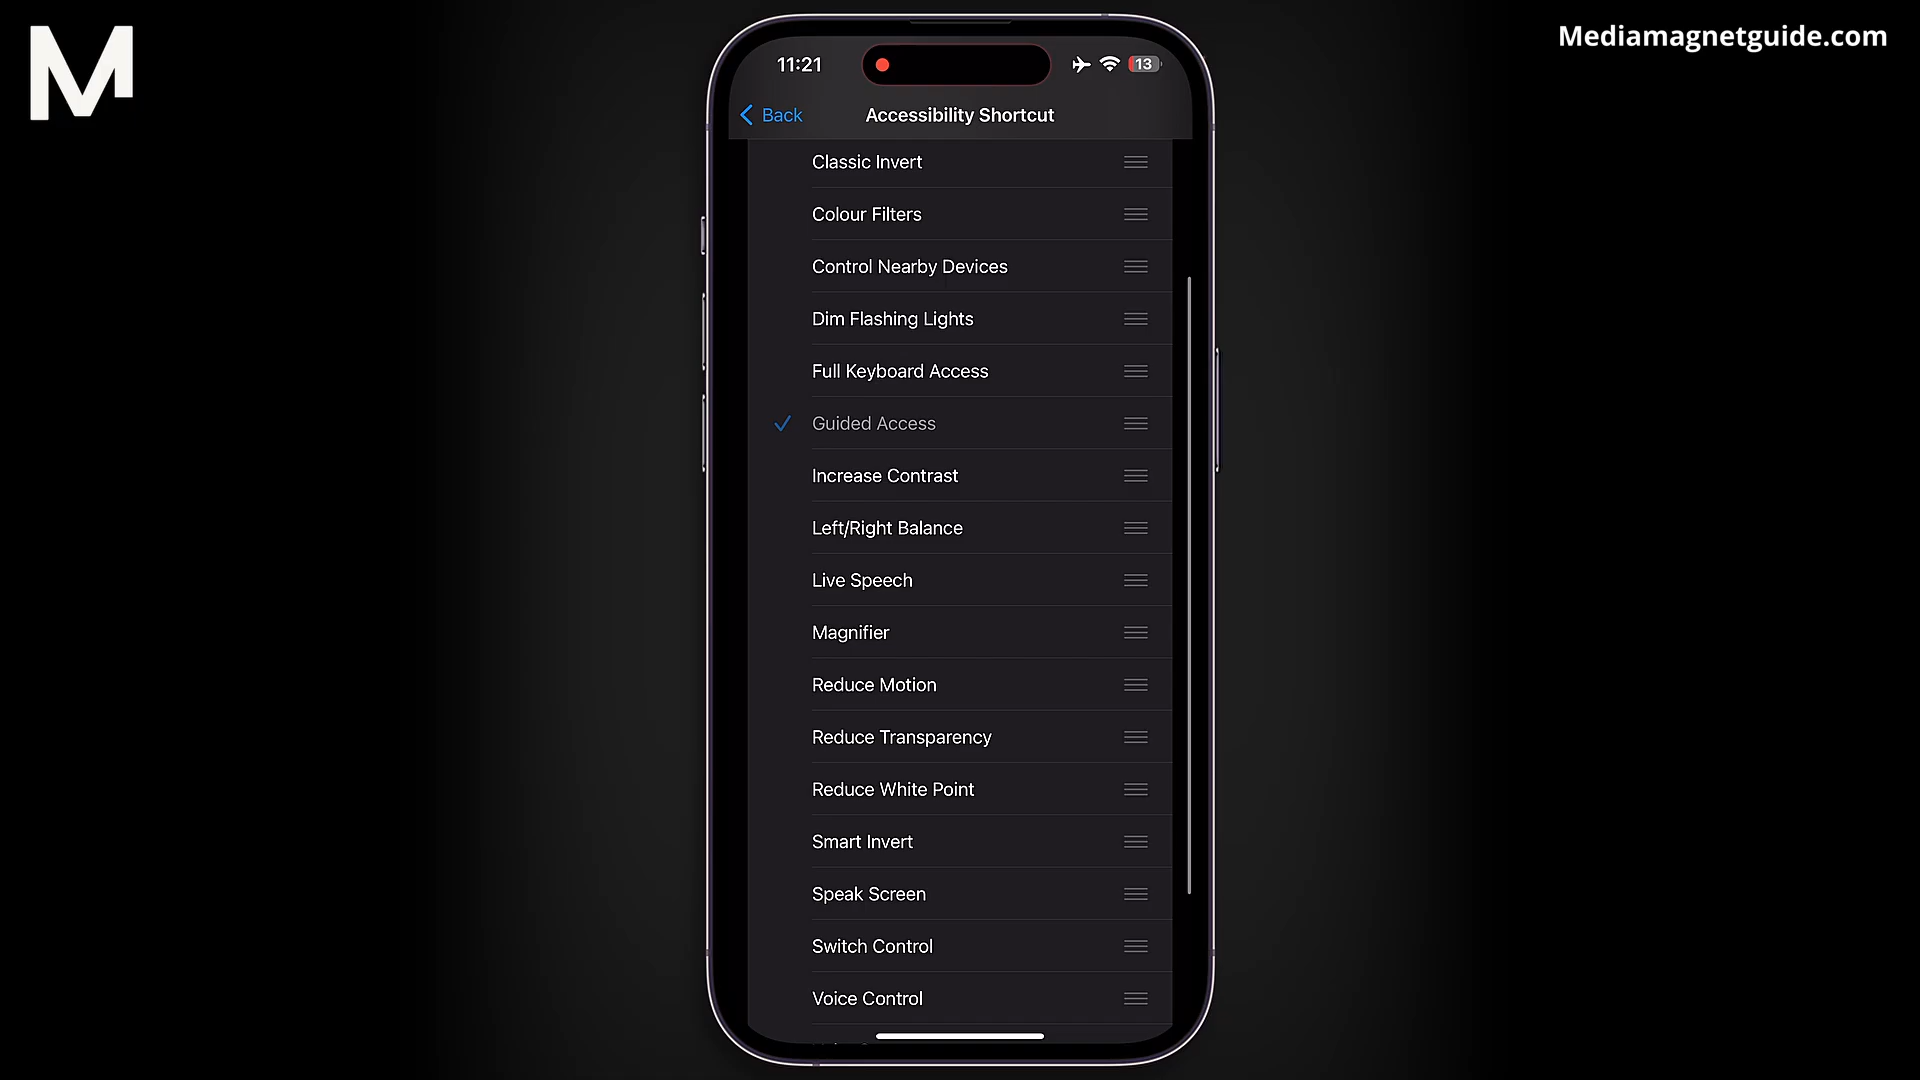 M
Mediamagnetguide.com
11:21
13
Back
Accessibility Shortcut
Classic Invert
Colour Filters
Control Nearby Devices
Dim Flashing Lights
Full Keyboard Access
Guided Access
Increase Contrast
Left/Right Balance
Live Speech
Magnifier
Reduce Motion
Reduce Transparency
Reduce White Point
Smart Invert
Speak Screen
Switch Control
Voice Control